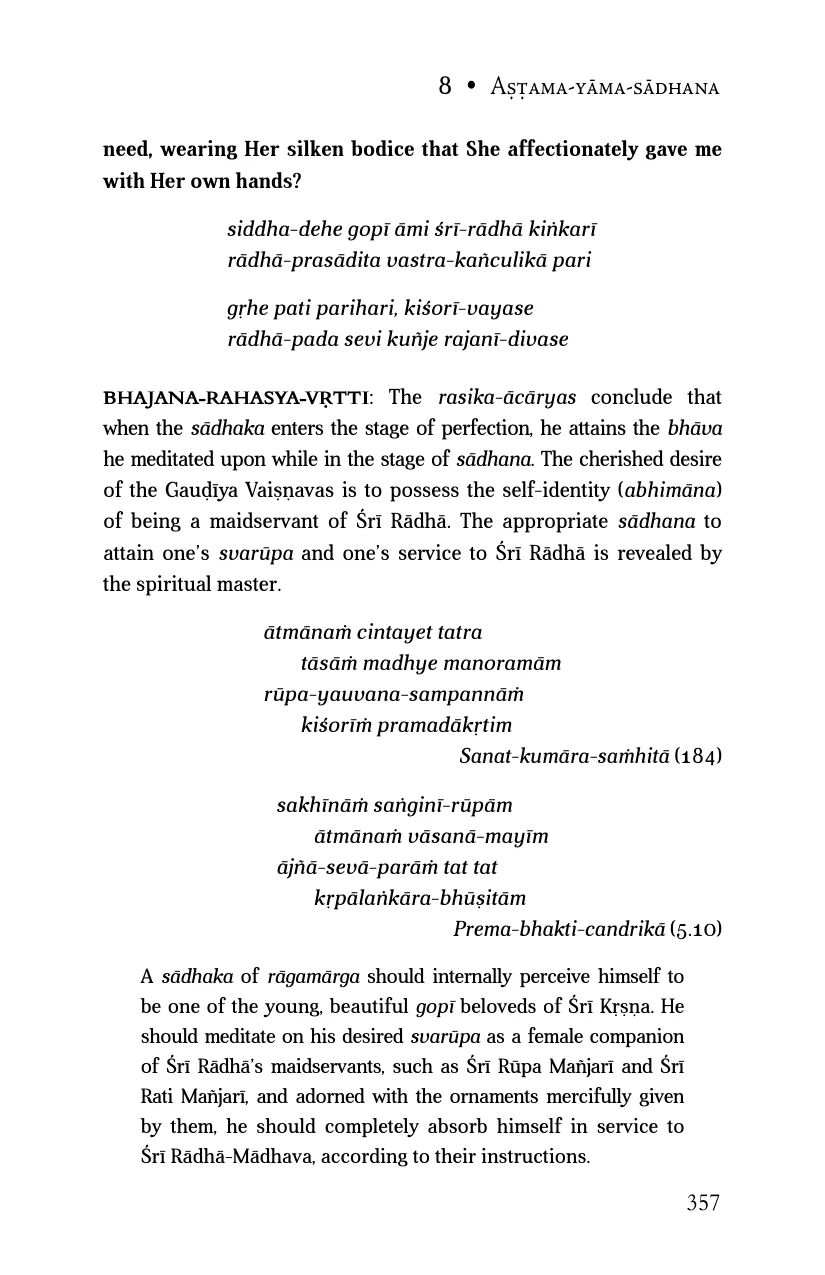 8 • Aṣṭama-yāma-sādhana
need, wearing Her silken bodice that She affectionately gave me
with Her own hands?
siddha-dehe gopī āmi śrī-rādhā kiṅkarī
rādhā-prasādita vastra-kañculikā pari
gṛhe pati parihari, kiśorī-vayase
rādhā-pada sevi kuñje rajanī-divase
BHAJANA-RAHASYA-VṚTTI: The rasika-ācāryas conclude that
when the sādhaka enters the stage of perfection, he attains the bhāva
he meditated upon while in the stage of sādhana. The cherished desire
of the Gauḍīya Vaiṣṇavas is to possess the self-identity (abhimāna)
of being a maidservant of Śrī Rādhā. The appropriate sādhana to
attain one’s svarūpa and one’s service to Śrī Rādhā is revealed by
the spiritual master.
ātmānaṁ cintayet tatra
tāsāṁ madhye manoramām
rūpa-yauvana-sampannāṁ
kiśorīṁ pramadākṛtim
Sanat-kumāra-saṁhitā (184)
sakhīnāṁ saṅginī-rūpām
ātmānaṁ vāsanā-mayīm
ājñā-sevā-parāṁ tat tat
kṛpālaṅkāra-bhūṣitām
Prema-bhakti-candrikā (5.10)
A sādhaka of rāgamārga should internally perceive himself to
be one of the young, beautiful gopī beloveds of Śrī Kṛṣṇa. He
should meditate on his desired svarūpa as a female companion
of Śrī Rādhā’s maidservants, such as Śrī Rūpa Mañjarī and Śrī
Rati Mañjarī, and adorned with the ornaments mercifully given
by them, he should completely absorb himself in service to
Śrī Rādhā-Mādhava, according to their instructions.
357